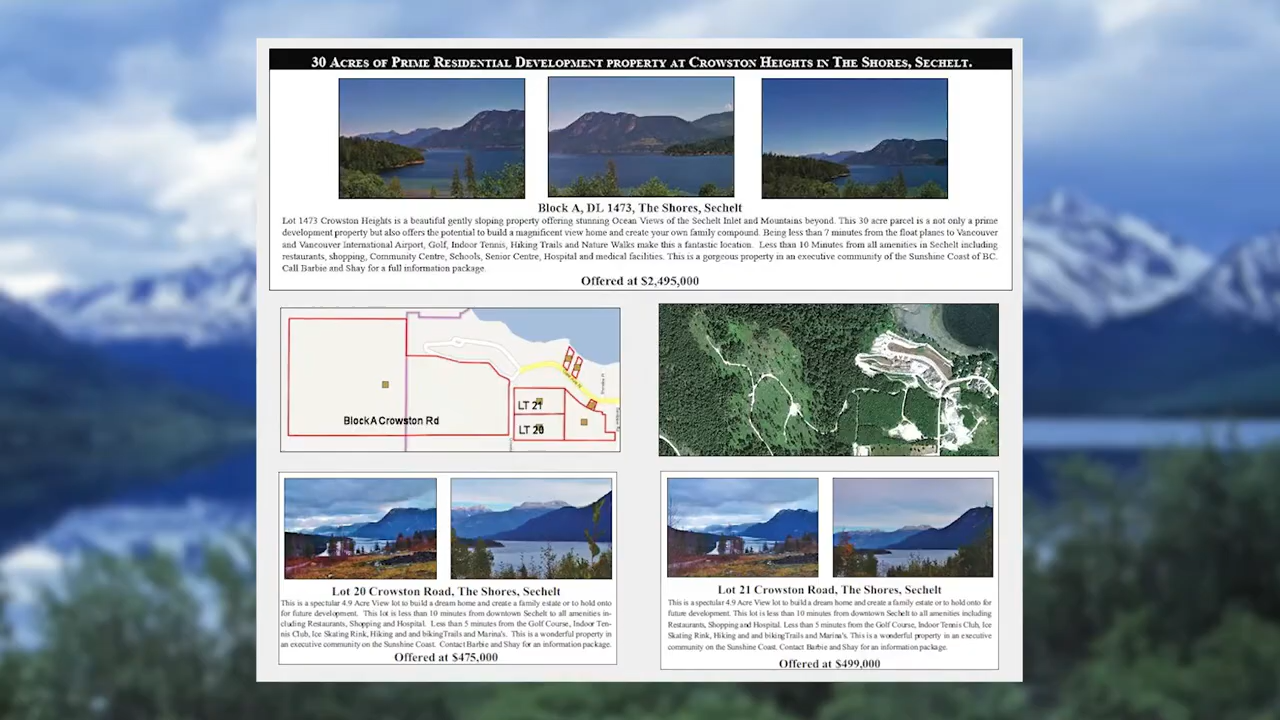 30 Acres of Prime Residential Development property at Crowston Heights in The Shores, Sechelt.
Block A, DL 1473, The Shores, Sechelt
Lot 1473 Crowston Heights is a beautiful gently sloping property offering stunning Ocean Views of the Sechelt Inlet and Mountains beyond. This 30 acre parcel is a not only a prime
development property but also offers the potential to build a magnificent view home and create your own family compound. Being less than 7 minutes from the float planes to Vancouver
and Vancouver International Airport, Golf, Indoor Tennis, Hiking Trails and Nature Walks make this a fantastic location. Less than 10 Minutes from all amenities in Sechelt including
restaurants, shopping, Community Centre, Schools, Senior Centre, Hospital and medical facilities. This is a gorgeous property in an executive community of the Sunshine Coast of BC.
Call Barbie and Shay for a full information package.
Offered at $2,495,000
Block A Crowston Rd
LT 21
LT 20
Lot 20 Crowston Road, The Shores, Sechelt
This is a spectular 4.9 Acre View lot to build a dream home and create a family estate or to hold onto
for future development. This lot is less than 10 minutes from downtown Sechelt to all amenities in-
cluding Restaurants, Shopping and Hospital. Less than 5 minutes from the Golf Course, Indoor Ten-
nis Club, Ice Skating Rink, Hiking and and bikingTrails and Marina's. This is a wonderful property in
an executive community on the Sunshine Coast. Contact Barbie and Shay for an information package.
Offered at $475,000
Lot 21 Crowston Road, The Shores, Sechelt
This is a spectular 4.9 Acre View lot to build a dream home and create a family estate or to hold onto for
future development. This lot is less than 10 minutes from downtown Sechelt to all amenities including
Restaurants, Shopping and Hospital. Less than 5 minutes from the Golf Course, Indoor Tennis Club, Ice
Skating Rink, Hiking and and bikingTrails and Marina's. This is a wonderful property in an executive
community on the Sunshine Coast. Contact Barbie and Shay for an information package.
Offered at $499,000